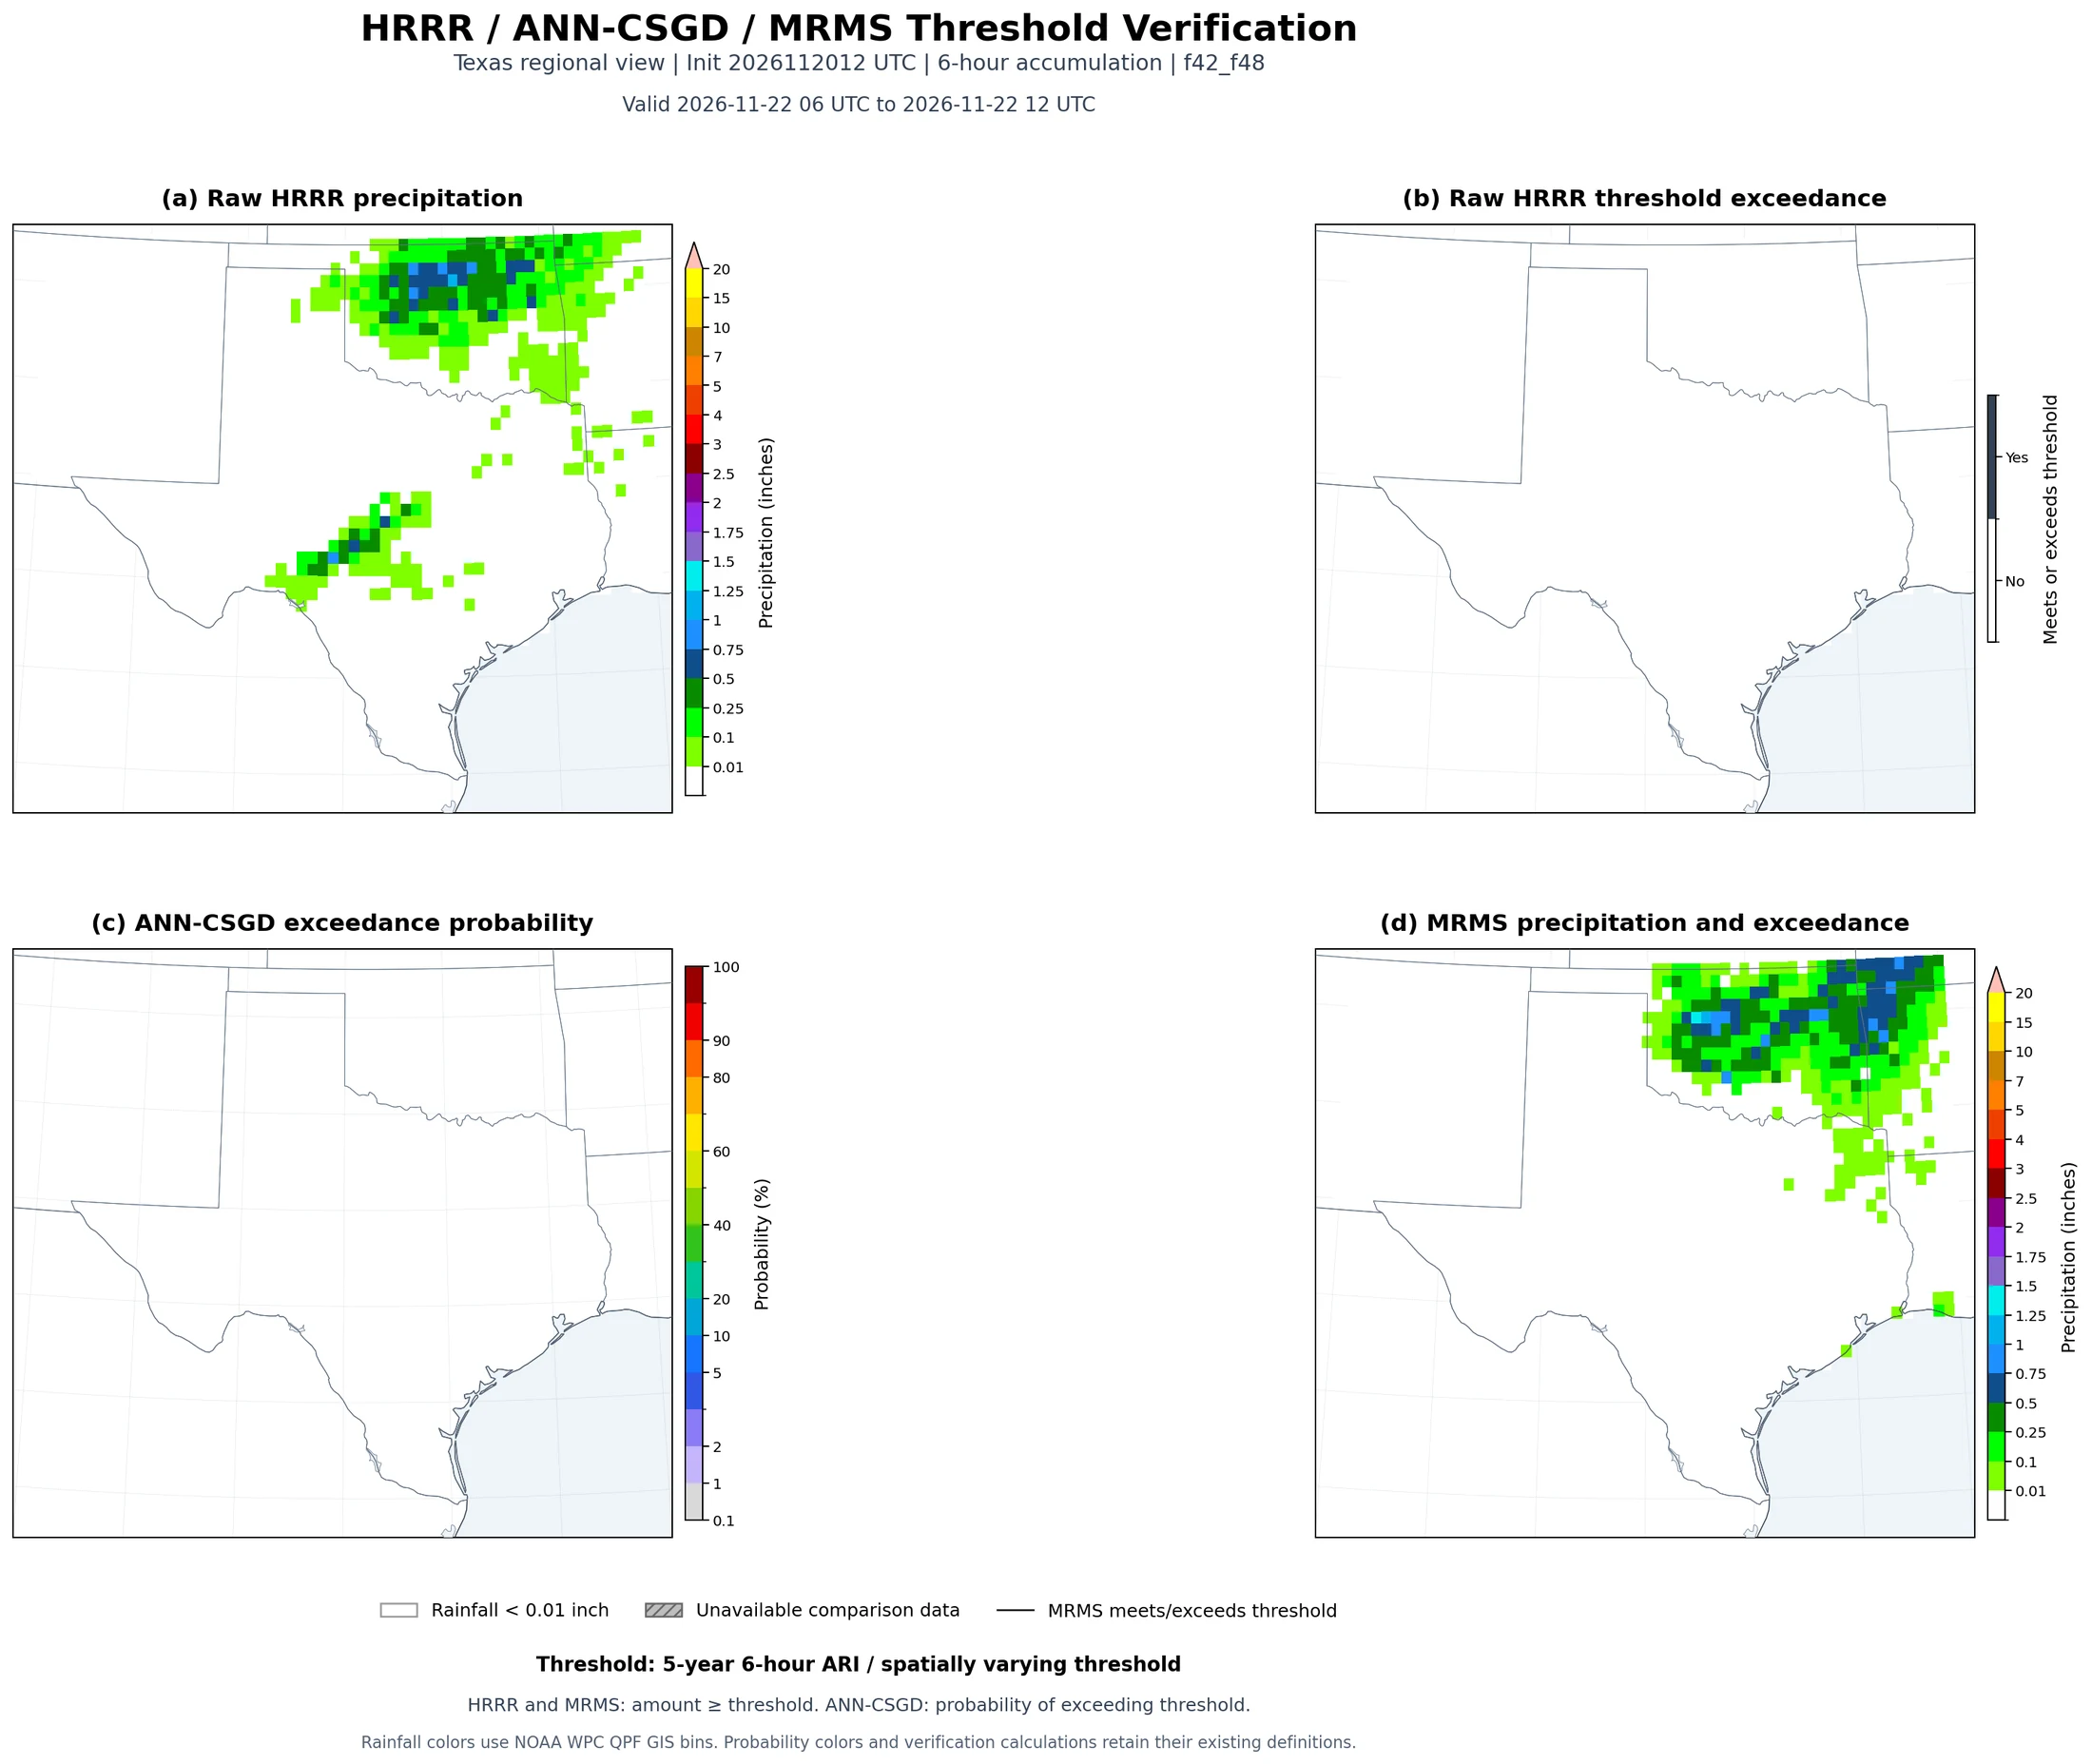 HRRR / ANN-CSGD / MRMS Threshold Verification
Texas regional view | Init 2026112012 UTC | 6-hour accumulation | f42_f48
Valid 2026-11-22 06 UTC to 2026-11-22 12 UTC
(a) Raw HRRR precipitation
20
15
10
7
5
4
3
2.5
2
1.75
1.5
1.25
1
0.75
0.5
0.25
0.1
0.01
Precipitation (inches)
(b) Raw HRRR threshold exceedance
Yes
No
Meets or exceeds threshold
(c) ANN-CSGD exceedance probability
100
90
80
60
40
20
10
5
2
1
0.1
Probability (%)
(d) MRMS precipitation and exceedance
20
15
10
7
5
4
3
2.5
2
1.75
1.5
1.25
1
0.75
0.5
0.25
0.1
0.01
Precipitation (inches)
Rainfall < 0.01 inch
Unavailable comparison data
MRMS meets/exceeds threshold
Threshold: 5-year 6-hour ARI / spatially varying threshold
HRRR and MRMS: amount ≥ threshold. ANN-CSGD: probability of exceeding threshold.
Rainfall colors use NOAA WPC QPF GIS bins. Probability colors and verification calculations retain their existing definitions.